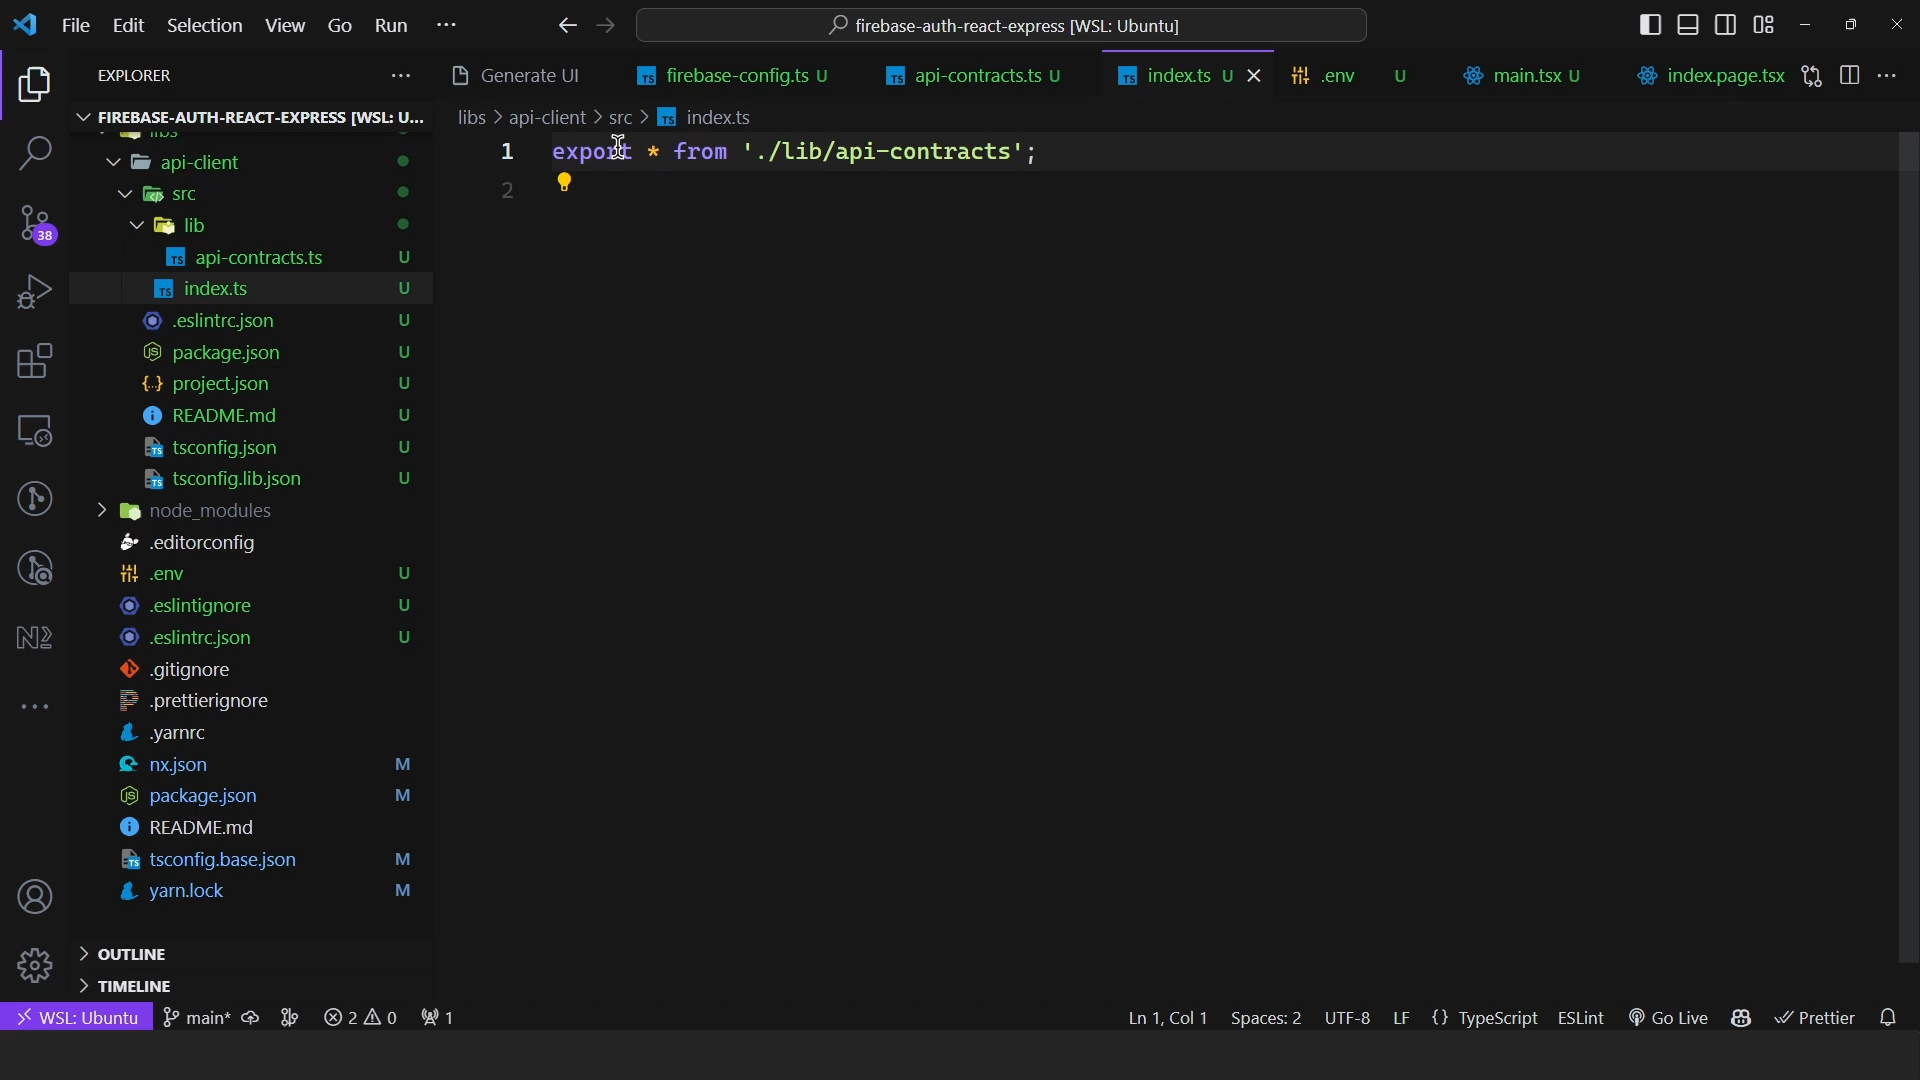 File Edit Selection View Go Run
firebase-auth-react-express [WSL: Ubuntu]
EXPLORER
Generate UI
firebase-config.ts U
api-contracts.ts U
index.ts U
.env U
main.tsx U
index.page.tsx
FIREBASE-AUTH-REACT-EXPRESS [WSL: U...
libs > api-client > src > index.ts
libs
api-client
src
lib
api-contracts.ts U
index.ts U
.eslintrc.json U
package.json U
project.json U
README.md U
tsconfig.json U
tsconfig.lib.json U
node_modules
.editorconfig
.env U
.eslintignore U
.eslintrc.json U
.gitignore
.prettierignore
.yarnrc
nx.json M
package.json M
README.md
tsconfig.base.json M
yarn.lock M
OUTLINE
TIMELINE
38
1 export * from './lib/api-contracts';
2
WSL: Ubuntu main* 2 0 1 Ln 1, Col 1 Spaces: 2 UTF-8 LF {} TypeScript ESLint Go Live Prettier